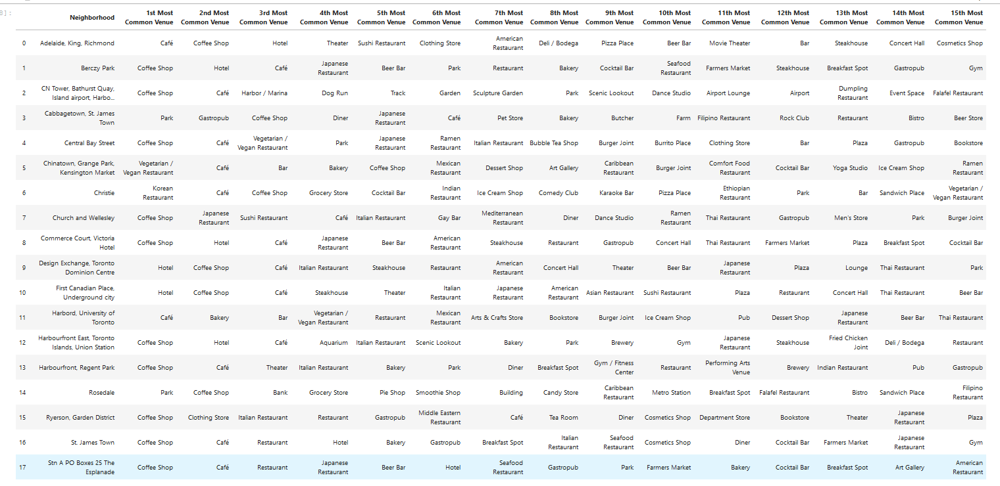 3]:
Neighborhood 1st Most Common Venue 2nd Most Common Venue 3rd Most Common Venue 4th Most Common Venue 5th Most Common Venue 6th Most Common Venue 7th Most Common Venue 8th Most Common Venue 9th Most Common Venue 10th Most Common Venue 11th Most Common Venue 12th Most Common Venue 13th Most Common Venue 14th Most Common Venue 15th Most Common Venue
0 Adelaide, King, Richmond Café Coffee Shop Hotel Theater Sushi Restaurant Clothing Store American Restaurant Deli / Bodega Pizza Place Beer Bar Movie Theater Bar Steakhouse Concert Hall Cosmetics Shop
1 Berczy Park Coffee Shop Hotel Café Japanese Restaurant Beer Bar Park Restaurant Bakery Cocktail Bar Seafood Restaurant Farmers Market Steakhouse Breakfast Spot Gastropub Gym
2 CN Tower, Bathurst Quay, Island airport, Harbo... Coffee Shop Café Harbor / Marina Dog Run Track Garden Sculpture Garden Park Scenic Lookout Dance Studio Airport Lounge Airport Dumpling Restaurant Event Space Falafel Restaurant
3 Cabbagetown, St. James Town Park Gastropub Coffee Shop Diner Japanese Restaurant Café Pet Store Bakery Butcher Farm Filipino Restaurant Rock Club Restaurant Bistro Beer Store
4 Central Bay Street Coffee Shop Café Vegetarian / Vegan Restaurant Park Japanese Restaurant Ramen Restaurant Italian Restaurant Bubble Tea Shop Burger Joint Burrito Place Clothing Store Bar Plaza Gastropub Bookstore
5 Chinatown, Grange Park, Kensington Market Vegetarian / Vegan Restaurant Café Bar Bakery Coffee Shop Mexican Restaurant Dessert Shop Art Gallery Caribbean Restaurant Burger Joint Comfort Food Restaurant Cocktail Bar Yoga Studio Ice Cream Shop Ramen Restaurant
6 Christie Korean Restaurant Café Coffee Shop Grocery Store Cocktail Bar Indian Restaurant Ice Cream Shop Comedy Club Karaoke Bar Pizza Place Ethiopian Restaurant Park Bar Sandwich Place Vegetarian / Vegan Restaurant
7 Church and Wellesley Coffee Shop Japanese Restaurant Sushi Restaurant Café Italian Restaurant Gay Bar Mediterranean Restaurant Diner Dance Studio Ramen Restaurant Thai Restaurant Gastropub Men's Store Park Burger Joint
8 Commerce Court, Victoria Hotel Coffee Shop Hotel Café Japanese Restaurant Beer Bar American Restaurant Steakhouse Restaurant Gastropub Concert Hall Thai Restaurant Farmers Market Plaza Breakfast Spot Cocktail Bar
9 Design Exchange, Toronto Dominion Centre Hotel Coffee Shop Café Italian Restaurant Steakhouse Restaurant American Restaurant Concert Hall Theater Beer Bar Japanese Restaurant Plaza Lounge Thai Restaurant Park
10 First Canadian Place, Underground city Hotel Coffee Shop Café Steakhouse Theater Italian Restaurant Japanese Restaurant American Restaurant Asian Restaurant Sushi Restaurant Plaza Restaurant Concert Hall Thai Restaurant Beer Bar
11 Harbord, University of Toronto Café Bakery Bar Vegetarian / Vegan Restaurant Restaurant Mexican Restaurant Arts & Crafts Store Bookstore Burger Joint Ice Cream Shop Pub Dessert Shop Japanese Restaurant Beer Bar Thai Restaurant
12 Harbourfront East, Toronto Islands, Union Station Coffee Shop Hotel Café Aquarium Italian Restaurant Scenic Lookout Bakery Park Brewery Gym Japanese Restaurant Steakhouse Fried Chicken Joint Deli / Bodega Restaurant
13 Harbourfront, Regent Park Coffee Shop Café Theater Italian Restaurant Bakery Park Diner Breakfast Spot Gym / Fitness Center Restaurant Performing Arts Venue Brewery Indian Restaurant Pub Gastropub
14 Rosedale Park Coffee Shop Bank Grocery Store Pie Shop Smoothie Shop Building Candy Store Caribbean Restaurant Metro Station Breakfast Spot Falafel Restaurant Bistro Sandwich Place Filipino Restaurant
15 Ryerson, Garden District Coffee Shop Clothing Store Italian Restaurant Restaurant Gastropub Middle Eastern Restaurant Café Tea Room Diner Cosmetics Shop Department Store Bookstore Theater Japanese Restaurant Plaza
16 St. James Town Coffee Shop Café Restaurant Hotel Bakery Gastropub Breakfast Spot Italian Restaurant Seafood Restaurant Cosmetics Shop Diner Cocktail Bar Farmers Market Japanese Restaurant Gym
17 Stn A PO Boxes 25 The Esplanade Coffee Shop Café Restaurant Japanese Restaurant Beer Bar Hotel Seafood Restaurant Gastropub Park Farmers Market Bakery Cocktail Bar Breakfast Spot Art Gallery American Restaurant